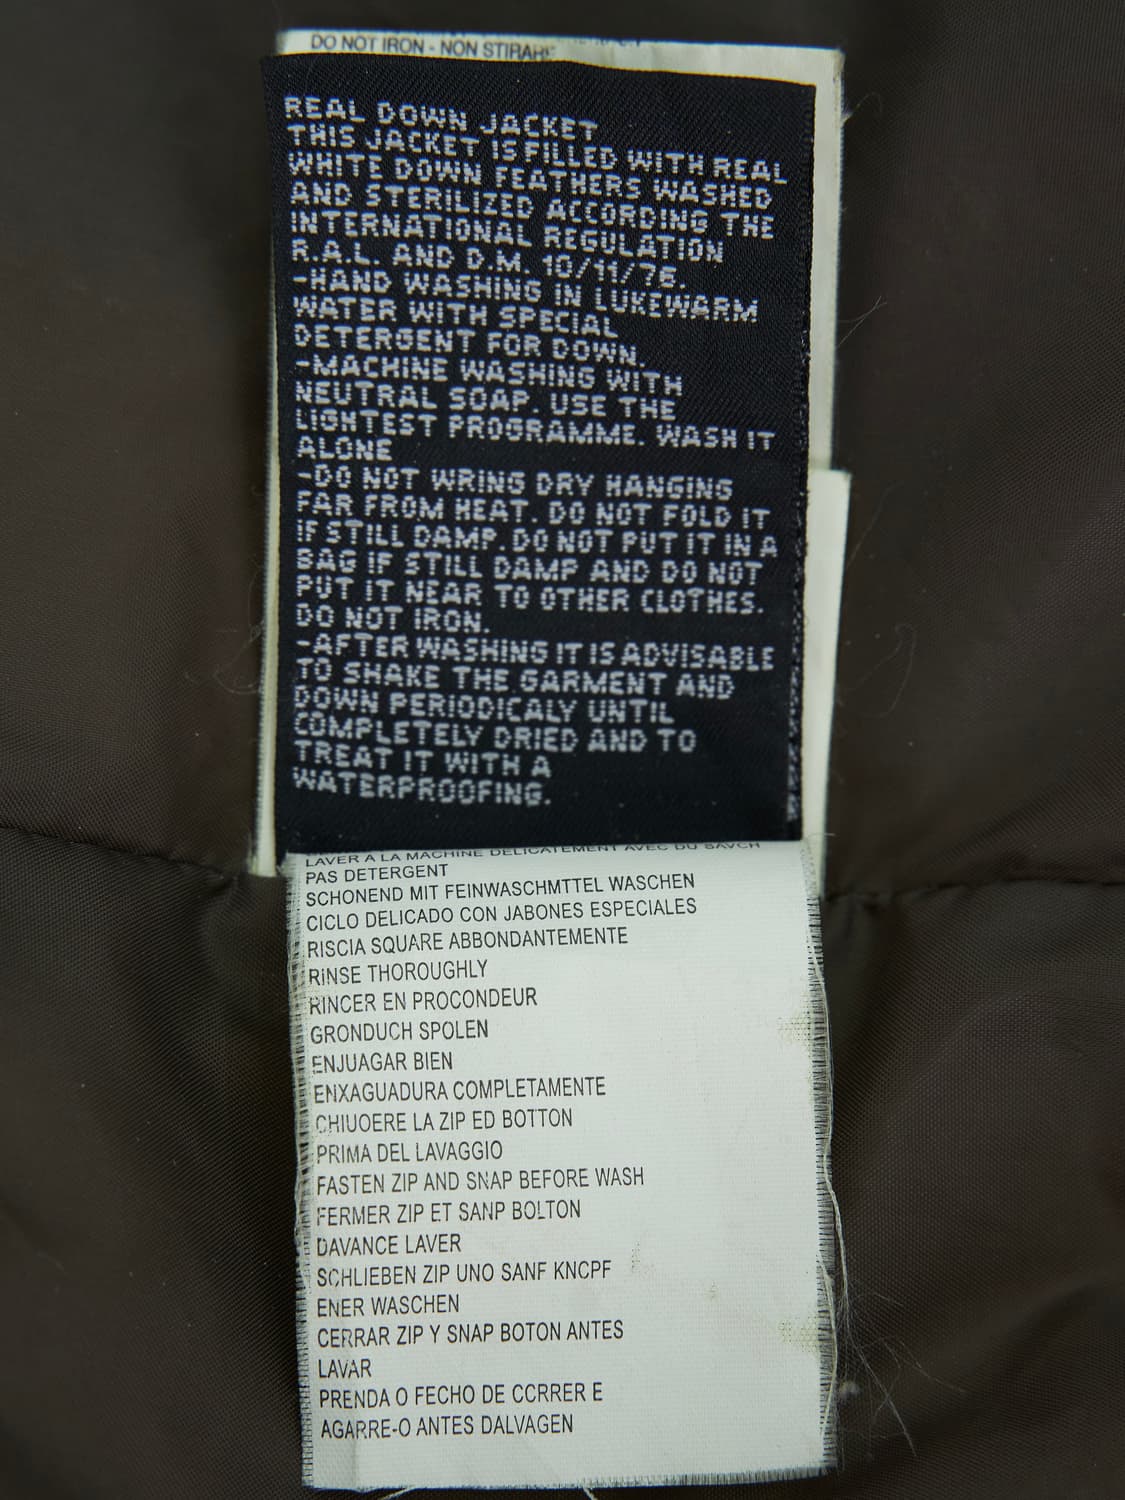 DO NOT IRON - NON STIRARE
REAL DOWN JACKET
THIS JACKET IS FILLED WITH REAL
WHITE DOWN FEATHERS WASHED
AND STERILIZED ACCORDING THE
INTERNATIONAL REGULATION
R.A.L. AND D.M. 10/11/76.
-HAND WASHING IN LUKEWARM
WATER WITH SPECIAL
DETERGENT FOR DOWN.
-MACHINE WASHING WITH
NEUTRAL SOAP. USE THE
LIGHTEST PROGRAMME. WASH IT
ALONE
-DO NOT WRING DRY HANGING
FAR FROM HEAT. DO NOT FOLD IT
IF STILL DAMP. DO NOT PUT IT IN A
BAG IF STILL DAMP AND DO NOT
PUT IT NEAR TO OTHER CLOTHES.
DO NOT IRON.
-AFTER WASHING IT IS ADVISABLE
TO SHAKE THE GARMENT AND
DOWN PERIODICALY UNTIL
COMPLETELY DRIED AND TO
TREAT IT WITH A
WATERPROOFING.
LAVER A LA MACHINE DELICATEMENT AVEC DU SAVCH
PAS DETERGENT
SCHONEND MIT FEINWASCHMTTEL WASCHEN
CICLO DELICADO CON JABONES ESPECIALES
RISCIA SQUARE ABBONDANTEMENTE
RINSE THOROUGHLY
RINCER EN PROCONDEUR
GRONDUCH SPOLEN
ENJUAGAR BIEN
ENXAGUADURA COMPLETAMENTE
CHIUOERE LA ZIP ED BOTTON
PRIMA DEL LAVAGGIO
FASTEN ZIP AND SNAP BEFORE WASH
FERMER ZIP ET SANP BOLTON
DAVANCE LAVER
SCHLIEBEN ZIP UNO SANF KNCPF
ENER WASCHEN
CERRAR ZIP Y SNAP BOTON ANTES
LAVAR
PRENDA O FECHO DE CCRRER E
AGARRE-O ANTES DALVAGEN